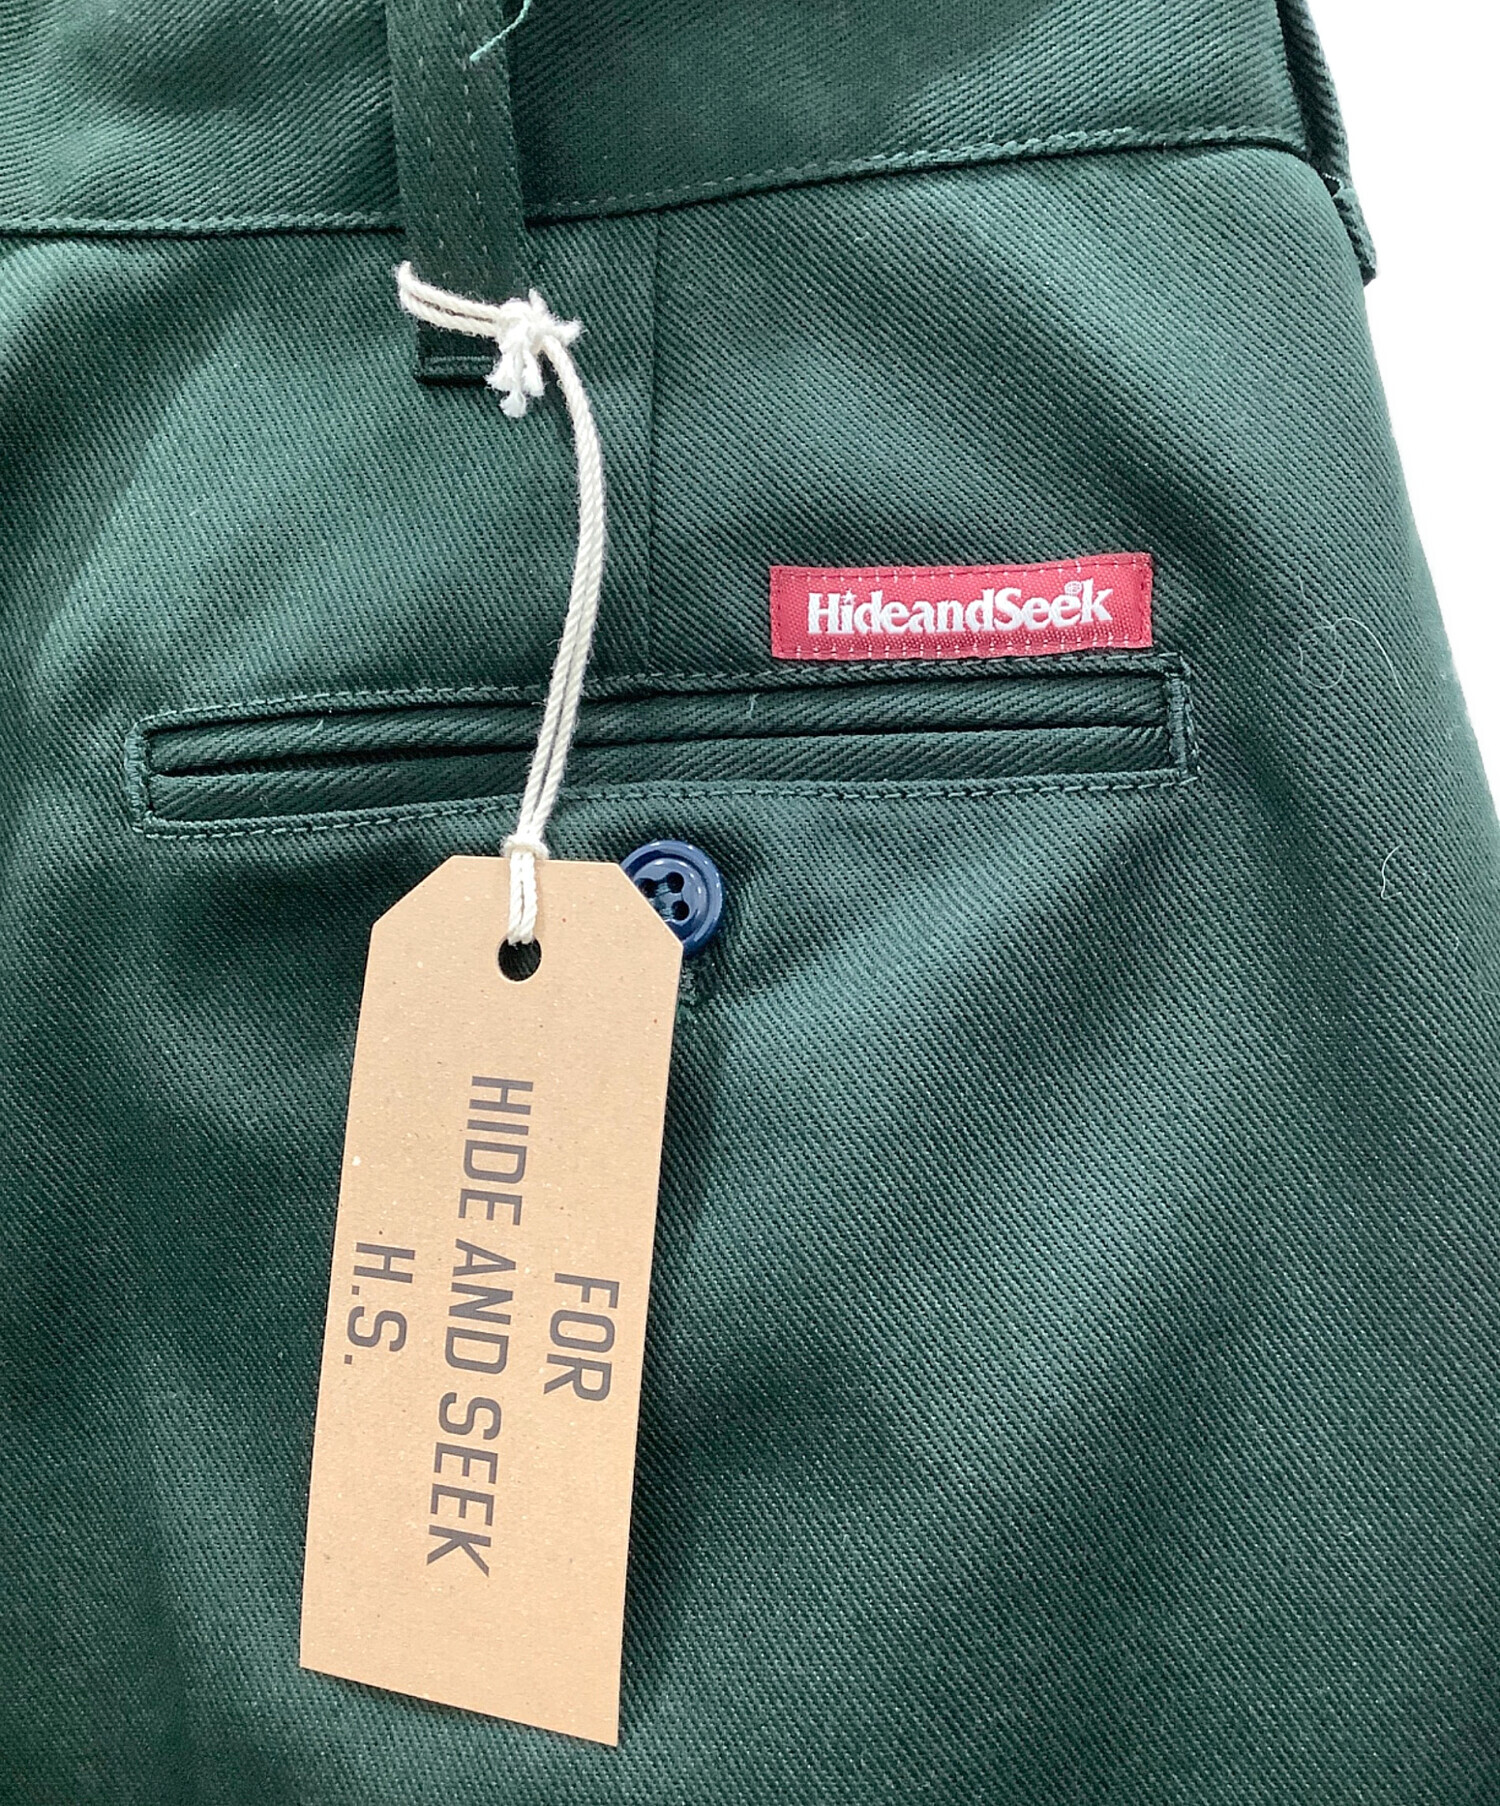 HideandSeek
FOR
HIDE AND SEEK
H.S.